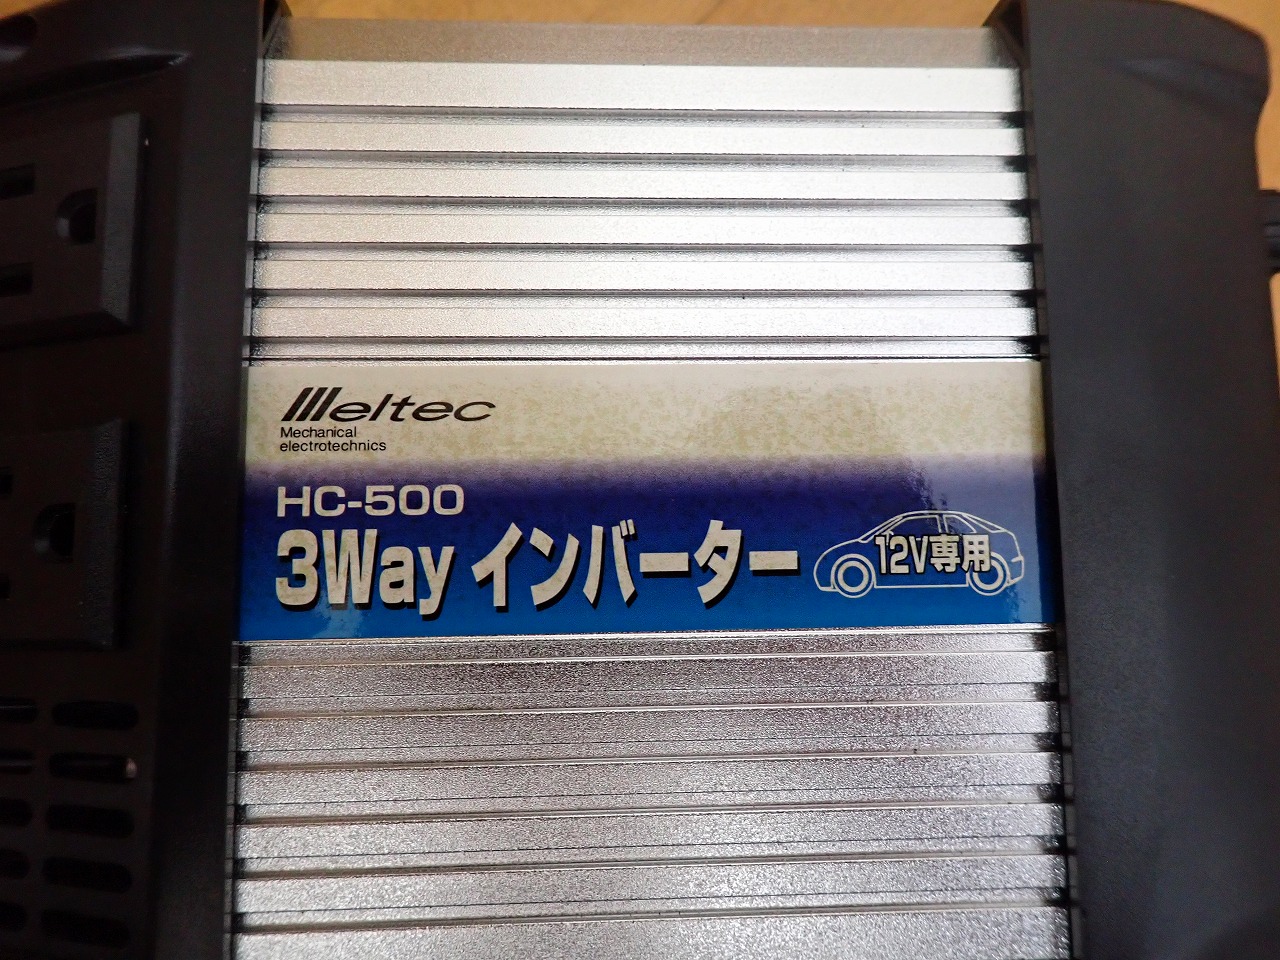 Meltec
Mechanical
electrotechnics
HC-500
3Way インバーター
12V専用